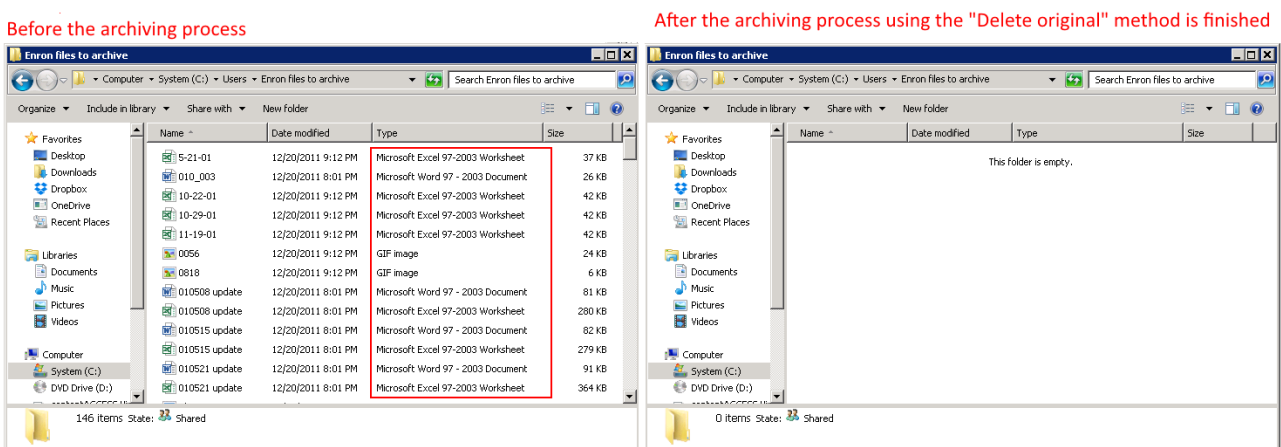 Before the archiving process
After the archiving process using the "Delete original" method is finished
Enron files to archive
Computer System (C:) Users Enron files to archive
Search Enron files to archive
Organize Include in library Share with New folder
Favorites
Desktop
Downloads
Dropbox
OneDrive
Recent Places
Libraries
Documents
Music
Pictures
Videos
Computer
System (C:)
DVD Drive (D:)
Name Date modified Type Size
5-21-01 12/20/2011 9:12 PM Microsoft Excel 97-2003 Worksheet 37 KB
010_003 12/20/2011 8:01 PM Microsoft Word 97 - 2003 Document 26 KB
10-22-01 12/20/2011 9:12 PM Microsoft Excel 97-2003 Worksheet 42 KB
10-29-01 12/20/2011 9:12 PM Microsoft Excel 97-2003 Worksheet 42 KB
11-19-01 12/20/2011 9:12 PM Microsoft Excel 97-2003 Worksheet 42 KB
0056 12/20/2011 9:12 PM GIF image 24 KB
0818 12/20/2011 9:12 PM GIF image 6 KB
010508 update 12/20/2011 8:01 PM Microsoft Word 97 - 2003 Document 81 KB
010508 update 12/20/2011 8:01 PM Microsoft Excel 97-2003 Worksheet 280 KB
010515 update 12/20/2011 8:01 PM Microsoft Word 97 - 2003 Document 82 KB
010515 update 12/20/2011 8:01 PM Microsoft Excel 97-2003 Worksheet 279 KB
010521 update 12/20/2011 8:01 PM Microsoft Word 97 - 2003 Document 91 KB
010521 update 12/20/2011 8:01 PM Microsoft Excel 97-2003 Worksheet 364 KB
146 items State: Shared
Enron files to archive
Computer System (C:) Users Enron files to archive
Search Enron files to archive
Organize Include in library Share with New folder
Favorites
Desktop
Downloads
Dropbox
OneDrive
Recent Places
Libraries
Documents
Music
Pictures
Videos
Computer
System (C:)
DVD Drive (D:)
Name Date modified Type Size
This folder is empty.
0 items State: Shared